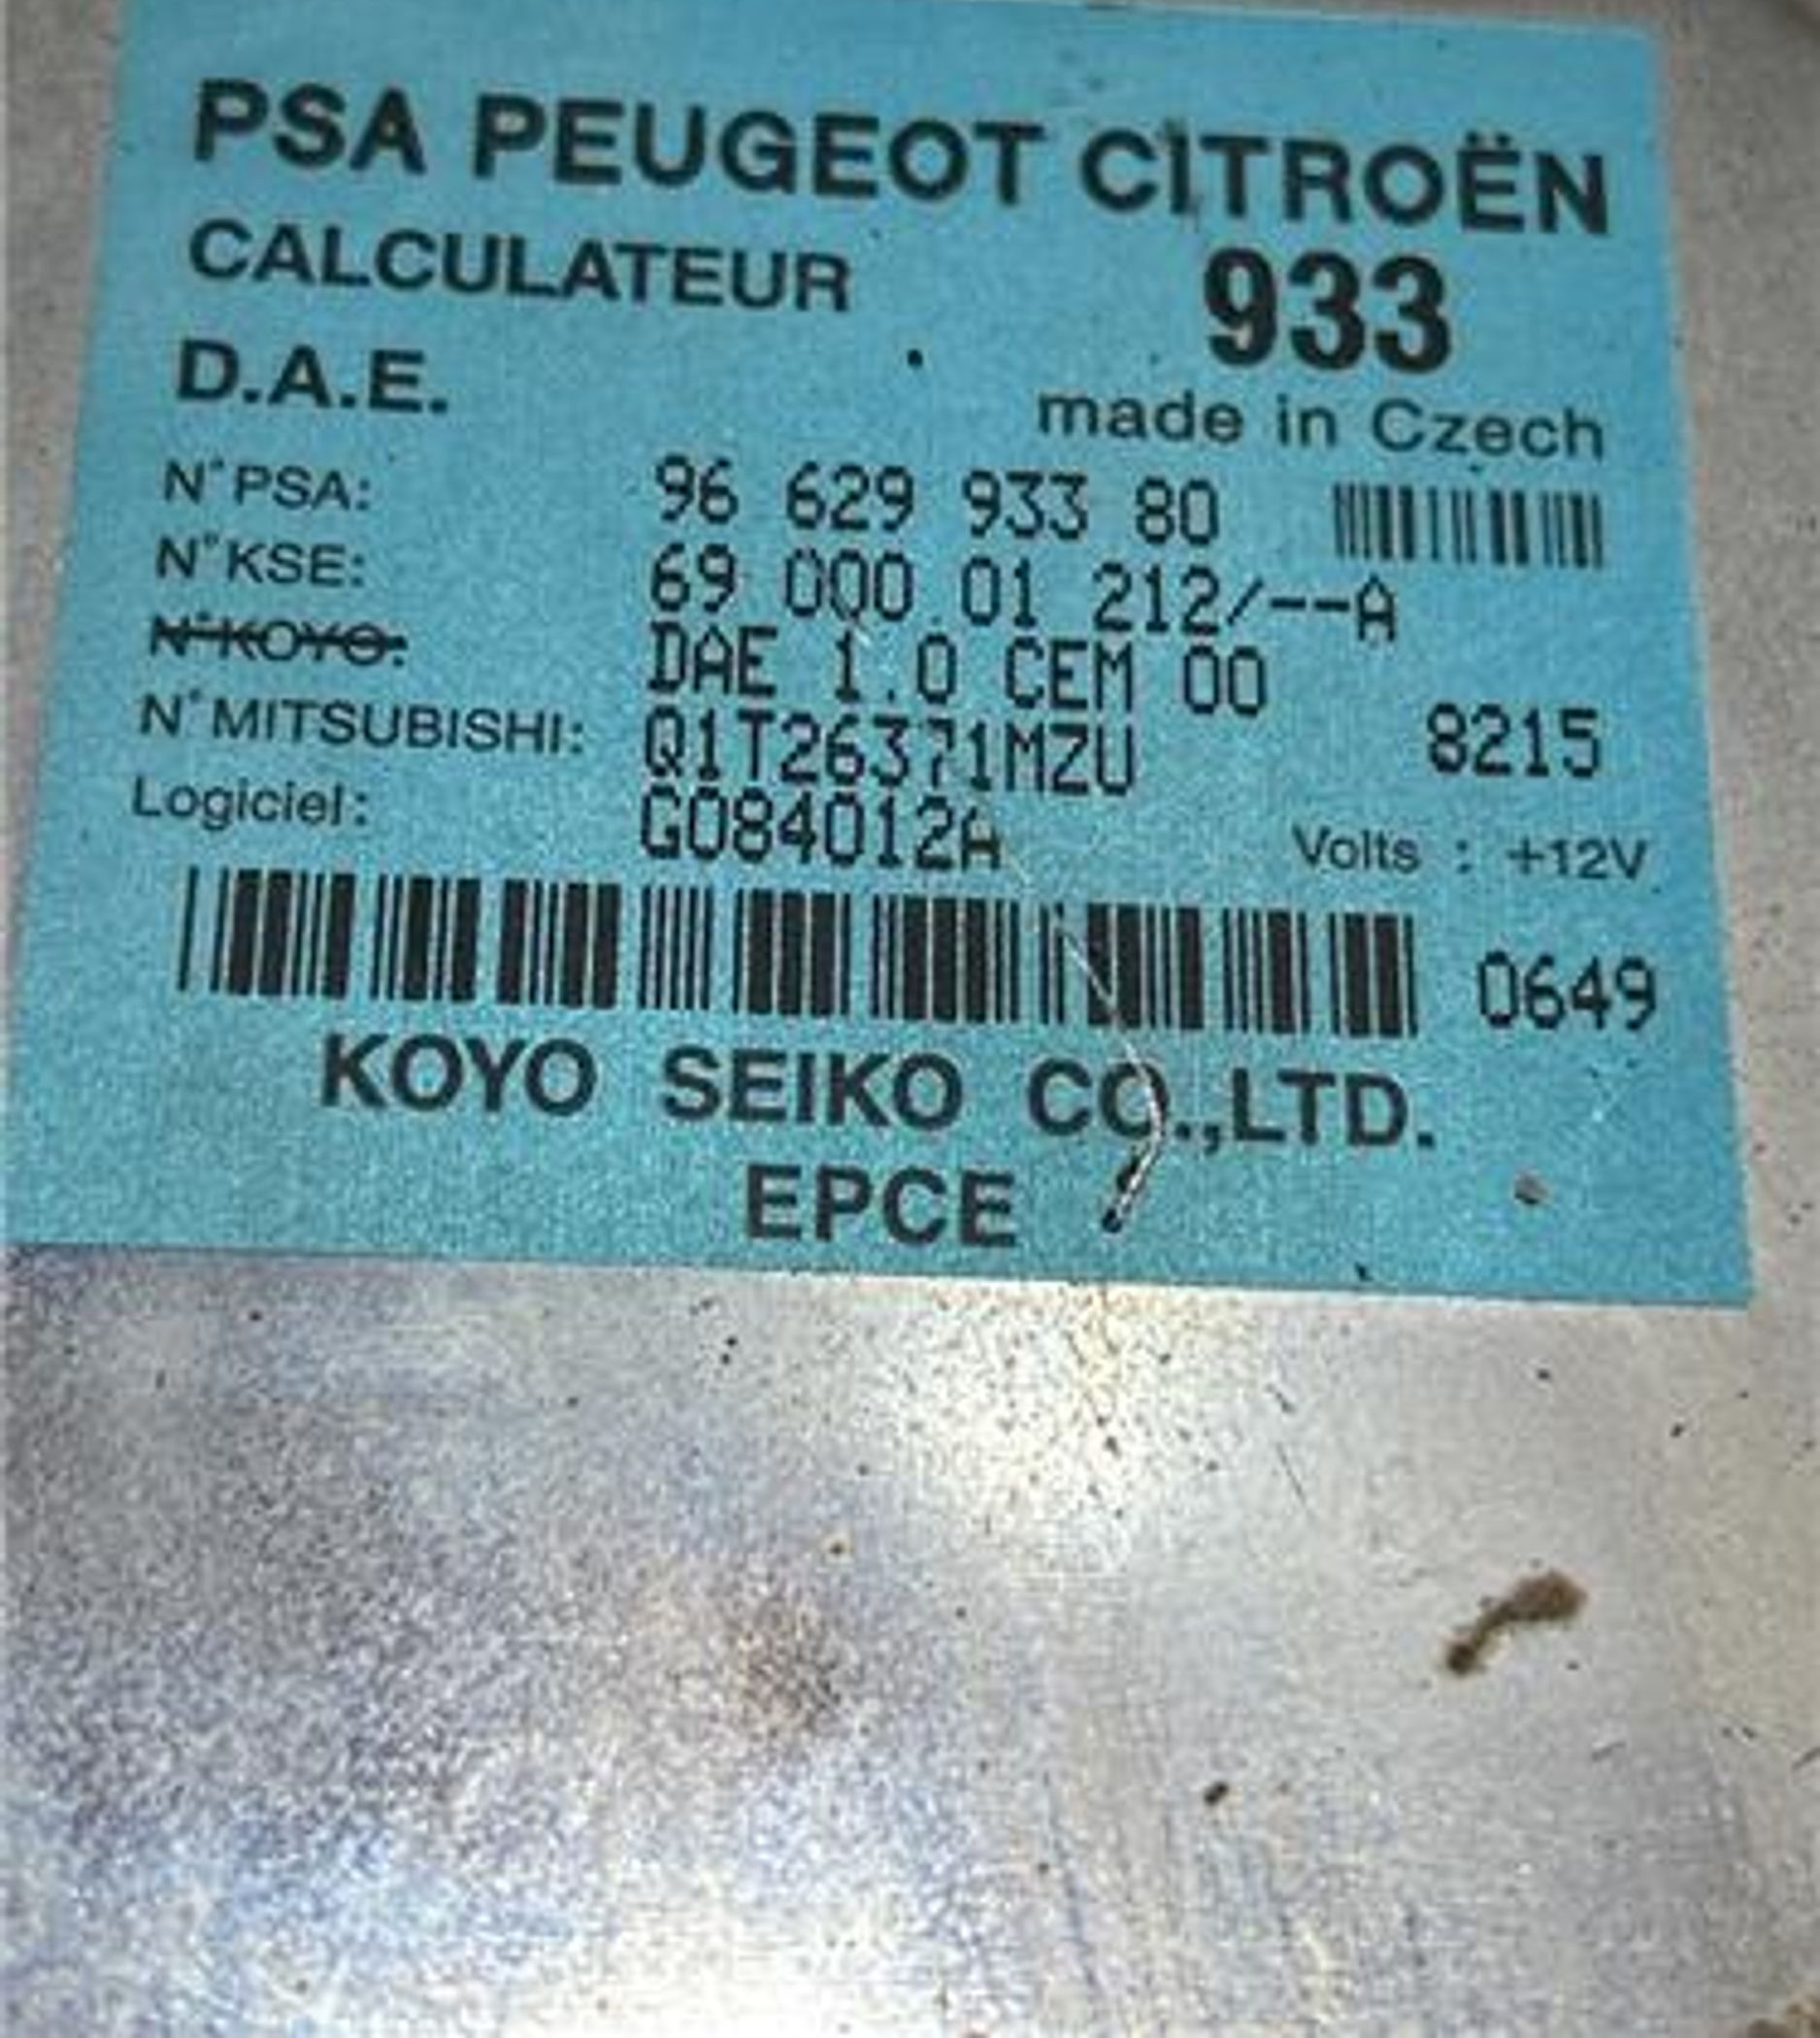 PSA PEUGEOT CITROËN
CALCULATEUR 933
D.A.E.
made in Czech
N°PSA: 96 629 933 80
N°KSE: 69 000 01 212/--A
N°KOYO: DAE 1.0 CEM 00
N°MITSUBISHI: Q1T26371MZU 8215
Logiciel: G084012A Volts : +12V
0649
KOYO SEIKO CO.,LTD.
EPCE